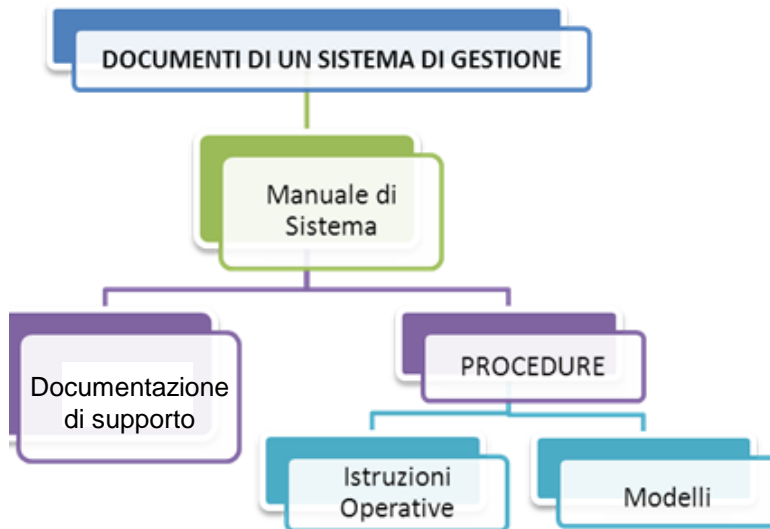 DOCUMENTI DI UN SISTEMA DI GESTIONE
Manuale di
Sistema
Documentazione
di supporto
PROCEDURE
Istruzioni
Operative
Modelli